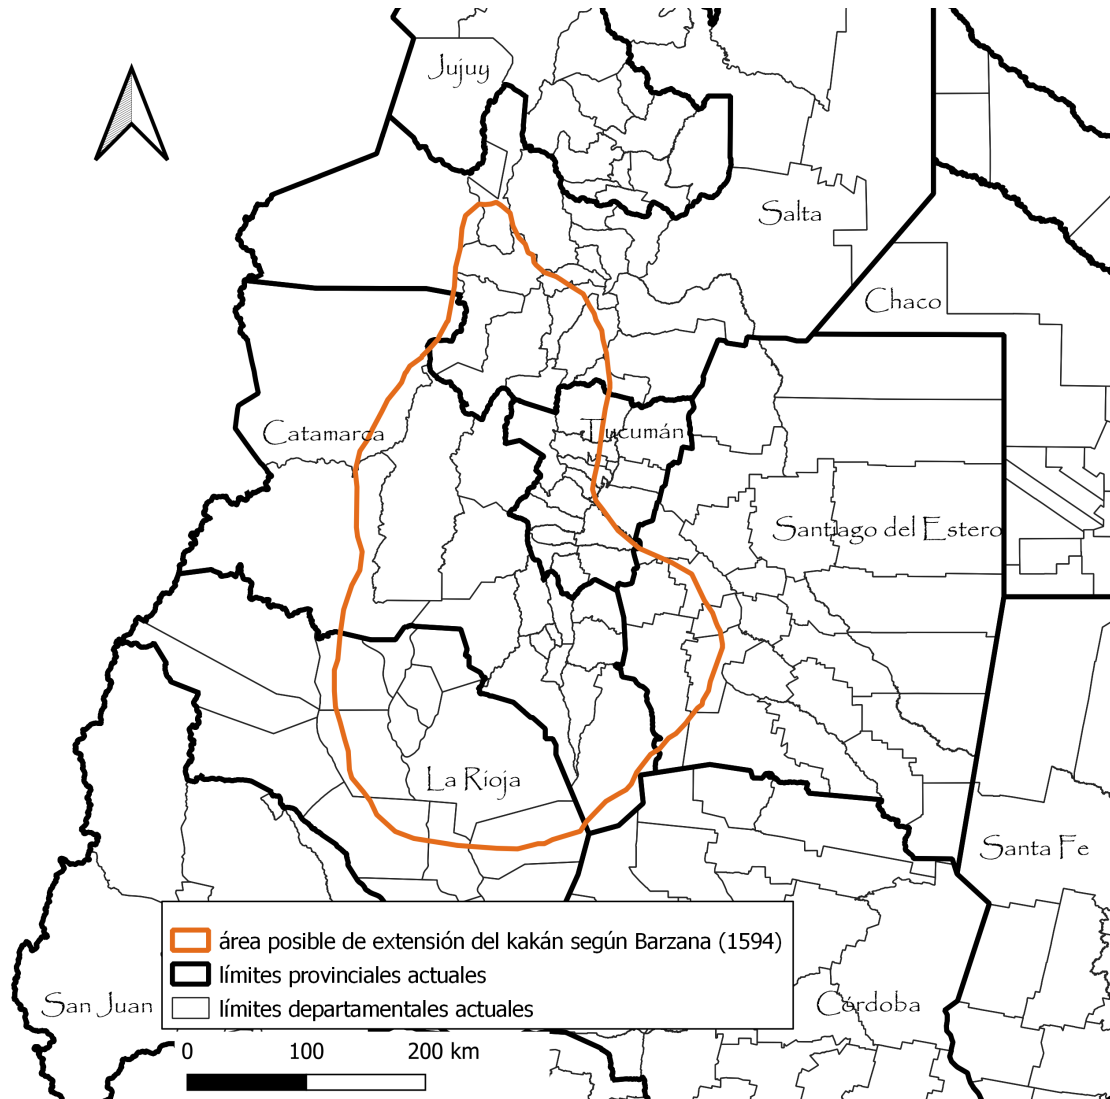 Jujuy
Salta
Chaco
Catamarca
Tucumán
Santiago del Estero
La Rioja
Santa Fe
San Juan
Córdoba
área posible de extensión del kakán según Barzana (1594)
límites provinciales actuales
límites departamentales actuales
0 100 200 km